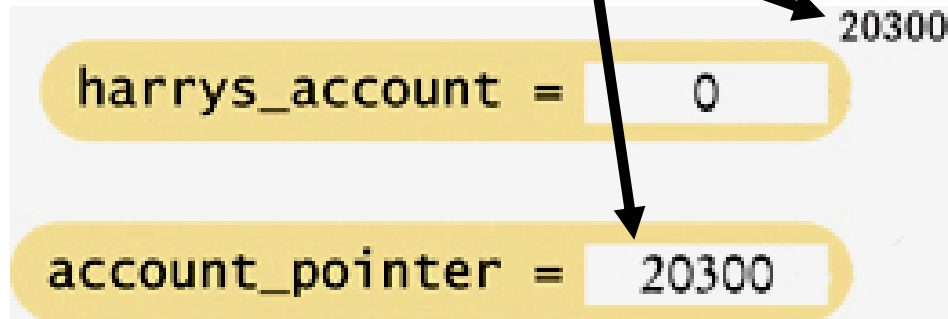 20300
harrys_account = 0
account_pointer = 20300